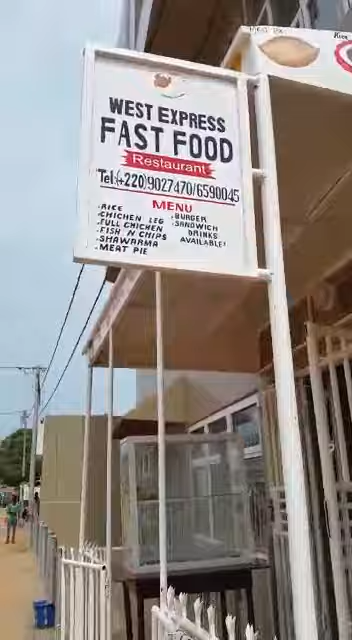 WEST EXPRESS
FAST FOOD
Restaurant
Tel:(+220)9027470/6590045
MENU
-RICE
-CHICHEN LEG
-FULL CHICKEN
-FISH N CHIPS
-SHAWARMA
-MEAT PIE
-BURGER
-SANDWICH
DRINKS
AVAILABLE!
Rice